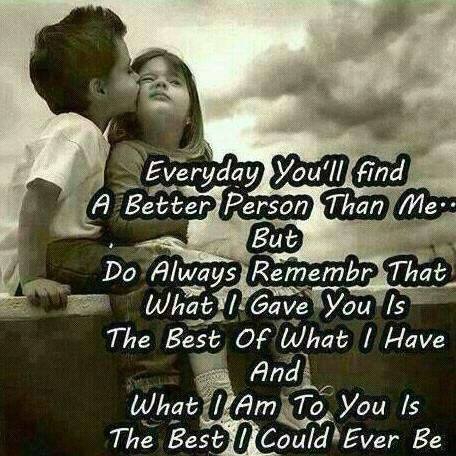 Everyday You'll find
A Better Person Than Me..
But
Do Always Remembr That
What I Gave You Is
The Best Of What I Have
And
What I Am To You Is
The Best I Could Ever Be